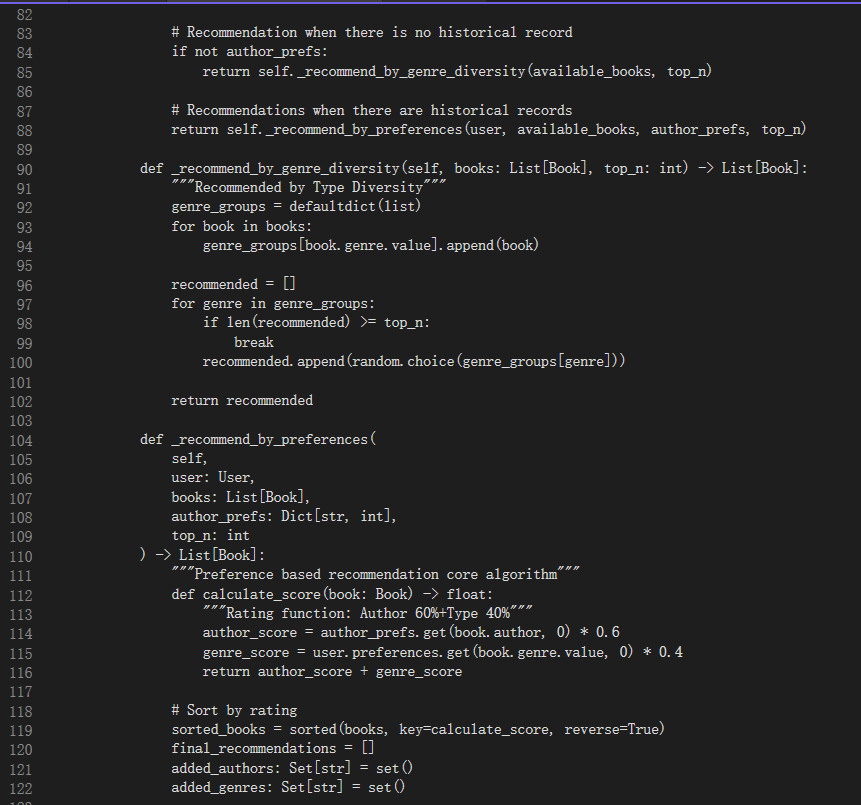 82
83                # Recommendation when there is no historical record
84                if not author_prefs:
85                    return self._recommend_by_genre_diversity(available_books, top_n)
86
87                # Recommendations when there are historical records
88                return self._recommend_by_preferences(user, available_books, author_prefs, top_n)
89
90            def _recommend_by_genre_diversity(self, books: List[Book], top_n: int) -> List[Book]:
91                """Recommended by Type Diversity"""
92                genre_groups = defaultdict(list)
93                for book in books:
94                    genre_groups[book.genre.value].append(book)
95
96                recommended = []
97                for genre in genre_groups:
98                    if len(recommended) >= top_n:
99                        break
100                    recommended.append(random.choice(genre_groups[genre]))
101
102                return recommended
103
104            def _recommend_by_preferences(
105                self,
106                user: User,
107                books: List[Book],
108                author_prefs: Dict[str, int],
109                top_n: int
110            ) -> List[Book]:
111                """Preference based recommendation core algorithm"""
112                def calculate_score(book: Book) -> float:
113                    """Rating function: Author 60%+Type 40%"""
114                    author_score = author_prefs.get(book.author, 0) * 0.6
115                    genre_score = user.preferences.get(book.genre.value, 0) * 0.4
116                    return author_score + genre_score
117
118                # Sort by rating
119                sorted_books = sorted(books, key=calculate_score, reverse=True)
120                final_recommendations = []
121                added_authors: Set[str] = set()
122                added_genres: Set[str] = set()